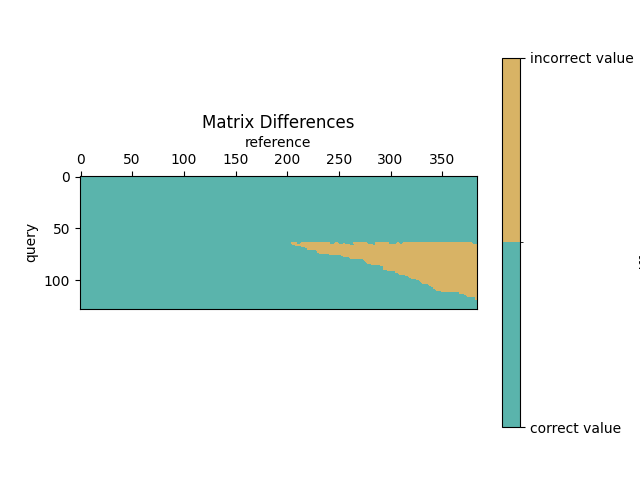 Matrix Differences
reference
0 50 100 150 200 250 300 350
0
50
100
query
incorrect value
correct value